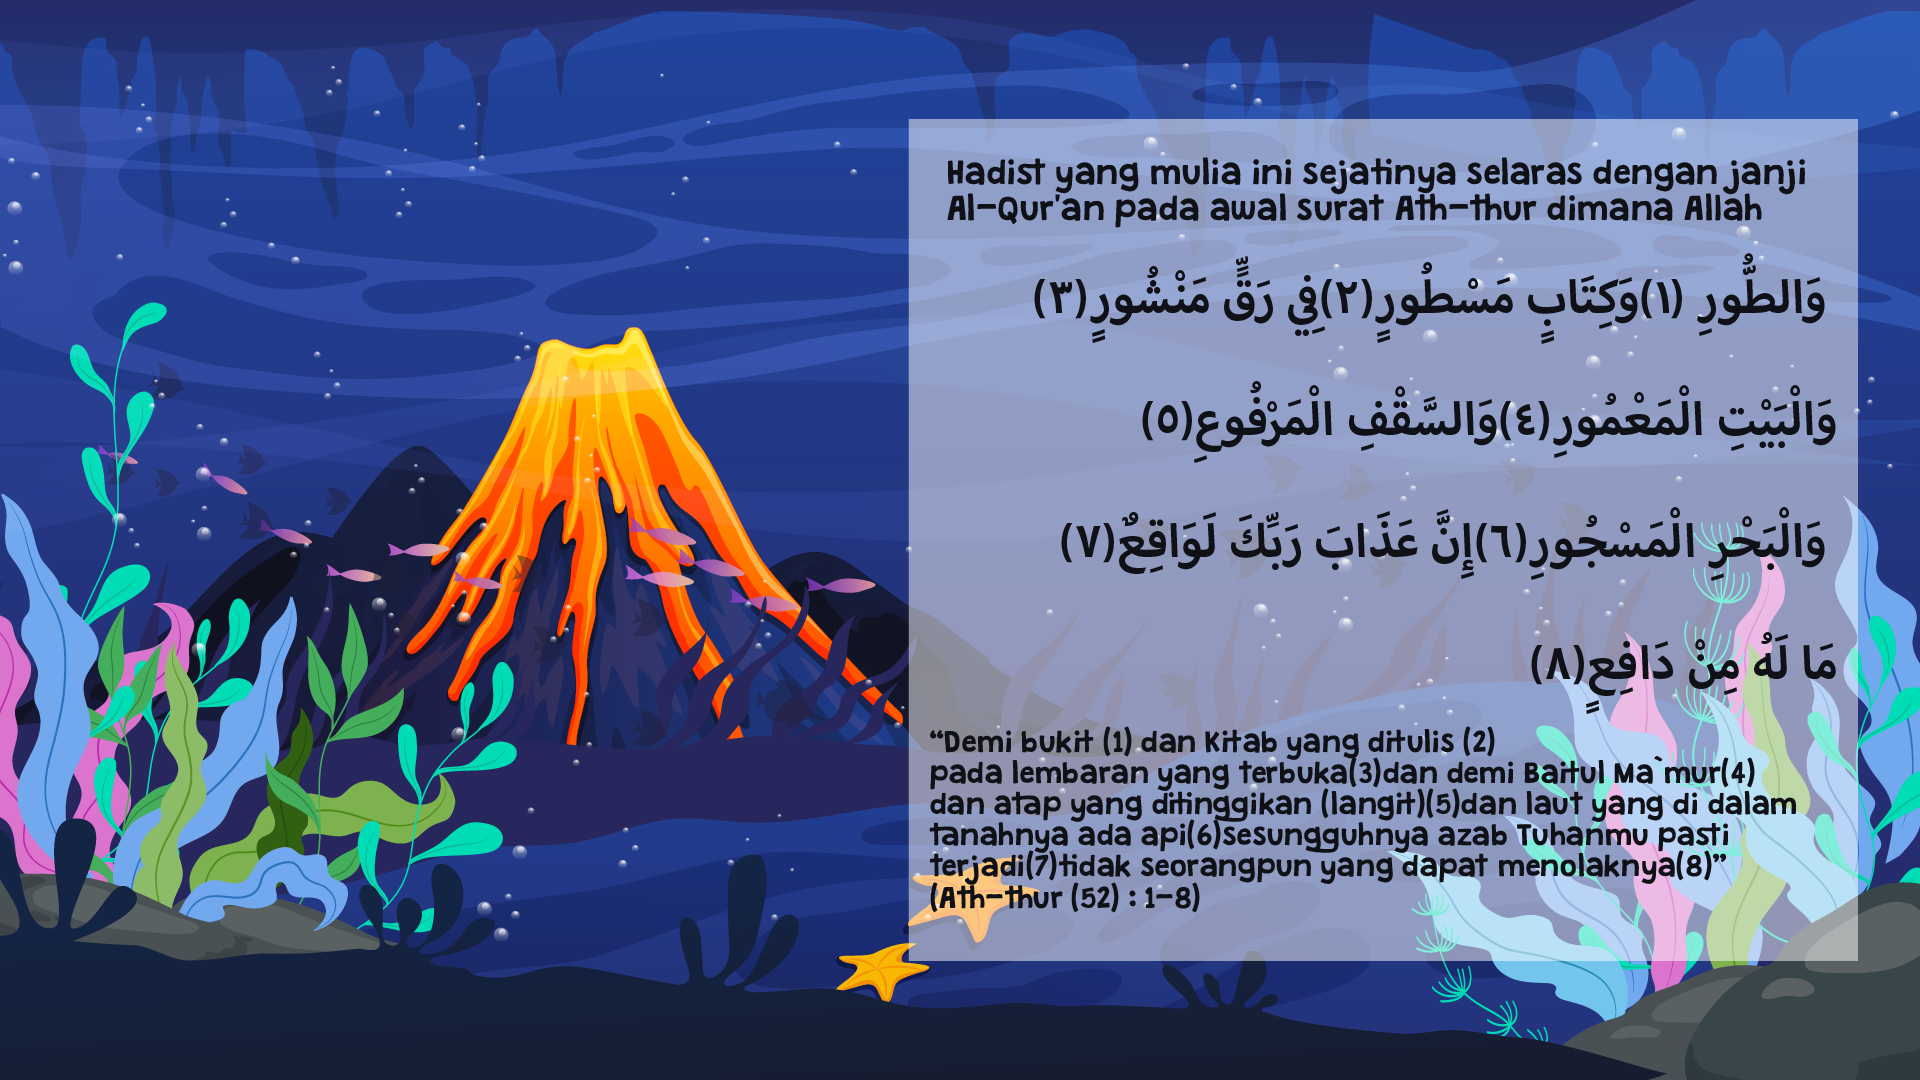 Hadist yang mulia ini sejatinya selaras dengan janji
Al-Qur'an pada awal surat Ath-thur dimana Allah
وَالطُّورِ (١)وَكِتَابٍ مَسْطُورٍ(٢)فِي رَقٍّ مَنْشُورٍ(٣)
وَالْبَيْتِ الْمَعْمُورِ(٤)وَالسَّقْفِ الْمَرْفُوعِ(٥)
وَالْبَحْرِ الْمَسْجُورِ(٦)إِنَّ عَذَابَ رَبِّكَ لَوَاقِعٌ(٧)
مَا لَهُ مِنْ دَافِعٍ(٨)
“Demi bukit (1) dan Kitab yang ditulis (2)
pada lembaran yang terbuka(3)dan demi Baitul Ma`mur(4)
dan atap yang ditinggikan (langit)(5)dan laut yang di dalam
tanahnya ada api(6)Sesungguhnya azab Tuhanmu pasti
terjadi(7)tidak seorangpun yang dapat menolaknya(8)”
(Ath-thur (52) : 1-8)